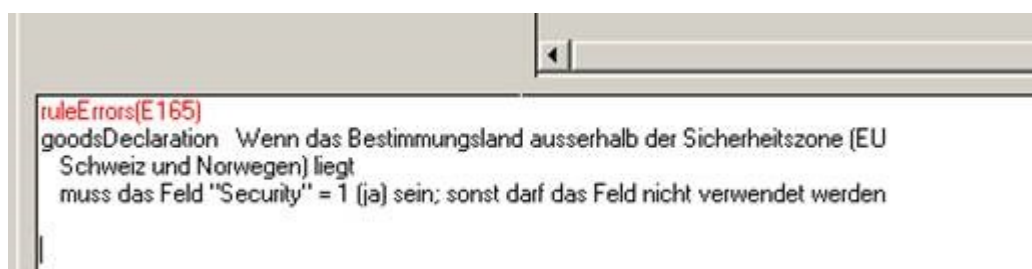 ruleErrors(E165)
goodsDeclaration Wenn das Bestimmungsland ausserhalb der Sicherheitszone (EU
Schweiz und Norwegen) liegt
muss das Feld "Security" = 1 (ja) sein; sonst darf das Feld nicht verwendet werden